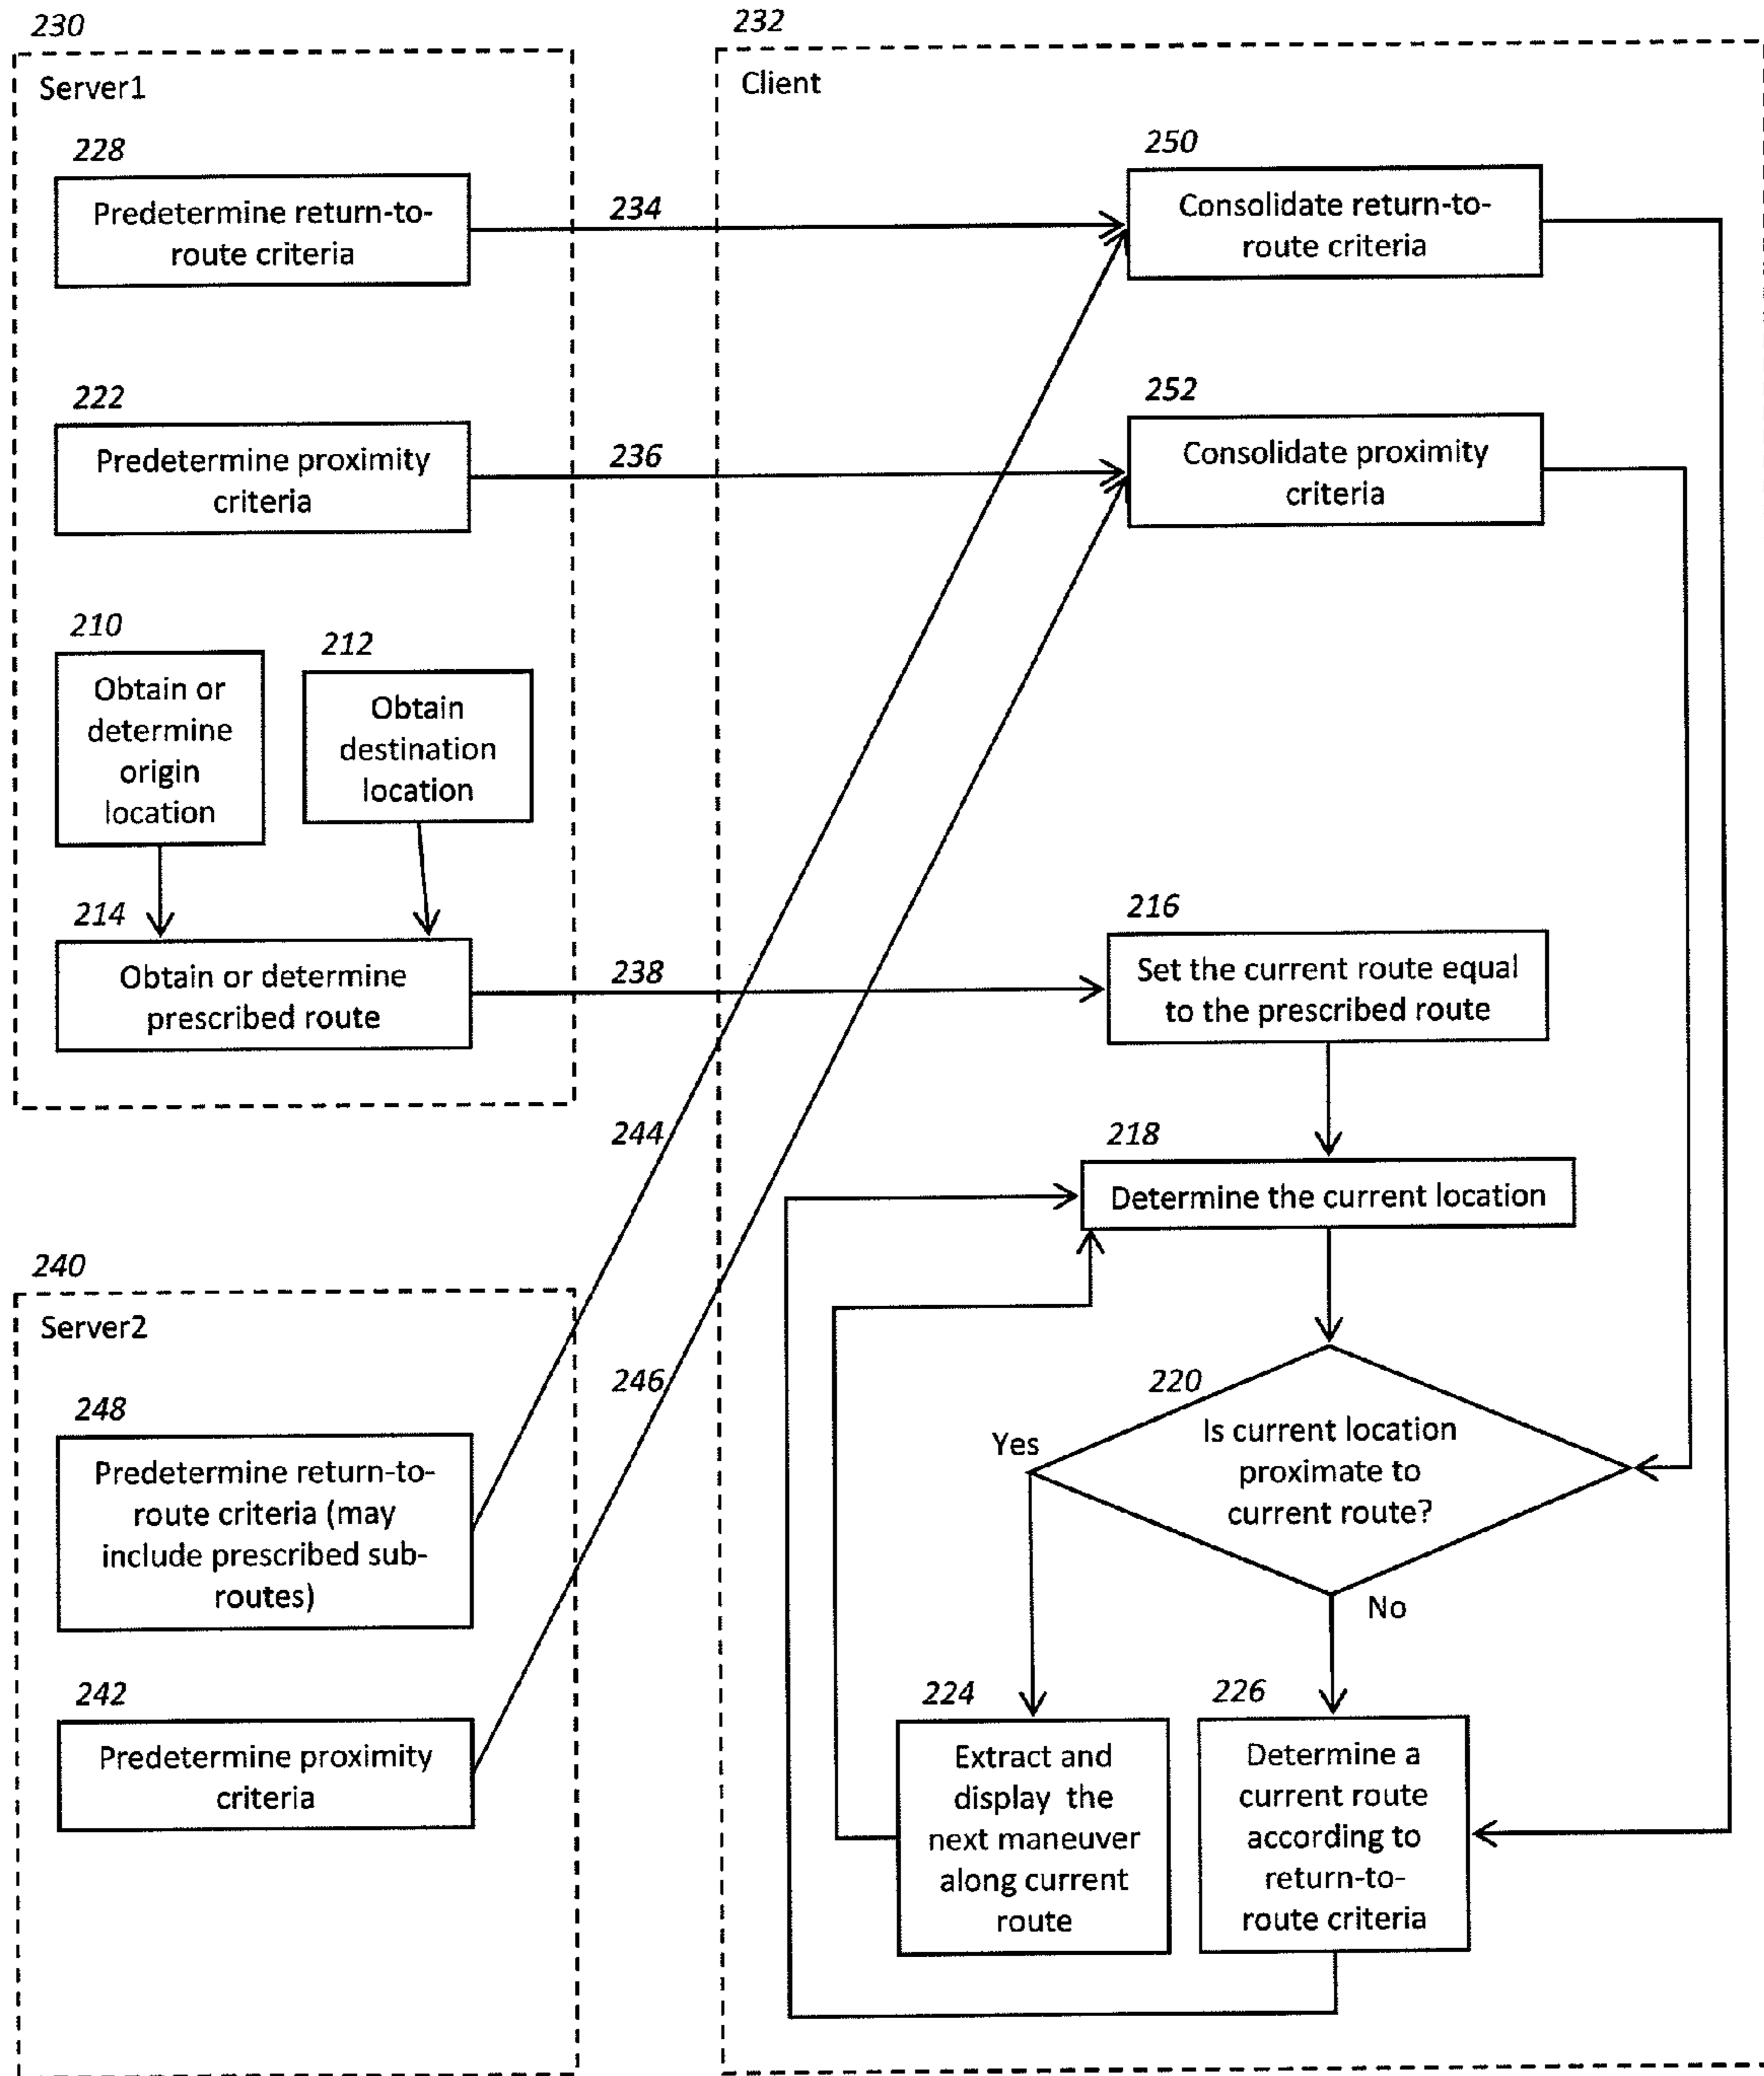 230
Server1
228
Predetermine return-to-
route criteria
222
Predetermine proximity
criteria
210
Obtain or
determine
origin
location
212
Obtain
destination
location
214
Obtain or determine
prescribed route
234
236
238
244
246
240
Server2
248
Predetermine return-to-
route criteria (may
include prescribed sub-
routes)
242
Predetermine proximity
criteria
232
Client
250
Consolidate return-to-
route criteria
252
Consolidate proximity
criteria
216
Set the current route equal
to the prescribed route
218
Determine the current location
220
Is current location
proximate to
current route?
Yes
No
224
Extract and
display the
next maneuver
along current
route
226
Determine a
current route
according to
return-to-
route criteria